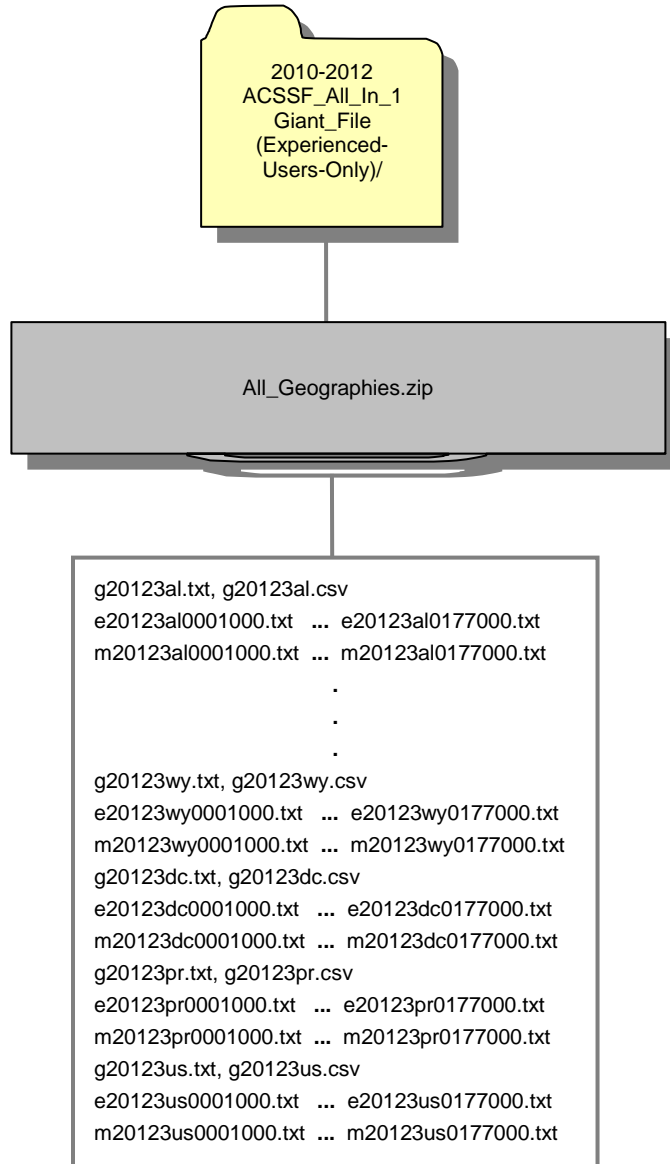 2010-2012
ACSSF_All_In_1
Giant_File
(Experienced-
Users-Only)/
All_Geographies.zip
g20123al.txt, g20123al.csv
e20123al0001000.txt ... e20123al0177000.txt
m20123al0001000.txt ... m20123al0177000.txt
.
.
.
g20123wy.txt, g20123wy.csv
e20123wy0001000.txt ... e20123wy0177000.txt
m20123wy0001000.txt ... m20123wy0177000.txt
g20123dc.txt, g20123dc.csv
e20123dc0001000.txt ... e20123dc0177000.txt
m20123dc0001000.txt ... m20123dc0177000.txt
g20123pr.txt, g20123pr.csv
e20123pr0001000.txt ... e20123pr0177000.txt
m20123pr0001000.txt ... m20123pr0177000.txt
g20123us.txt, g20123us.csv
e20123us0001000.txt ... e20123us0177000.txt
m20123us0001000.txt ... m20123us0177000.txt